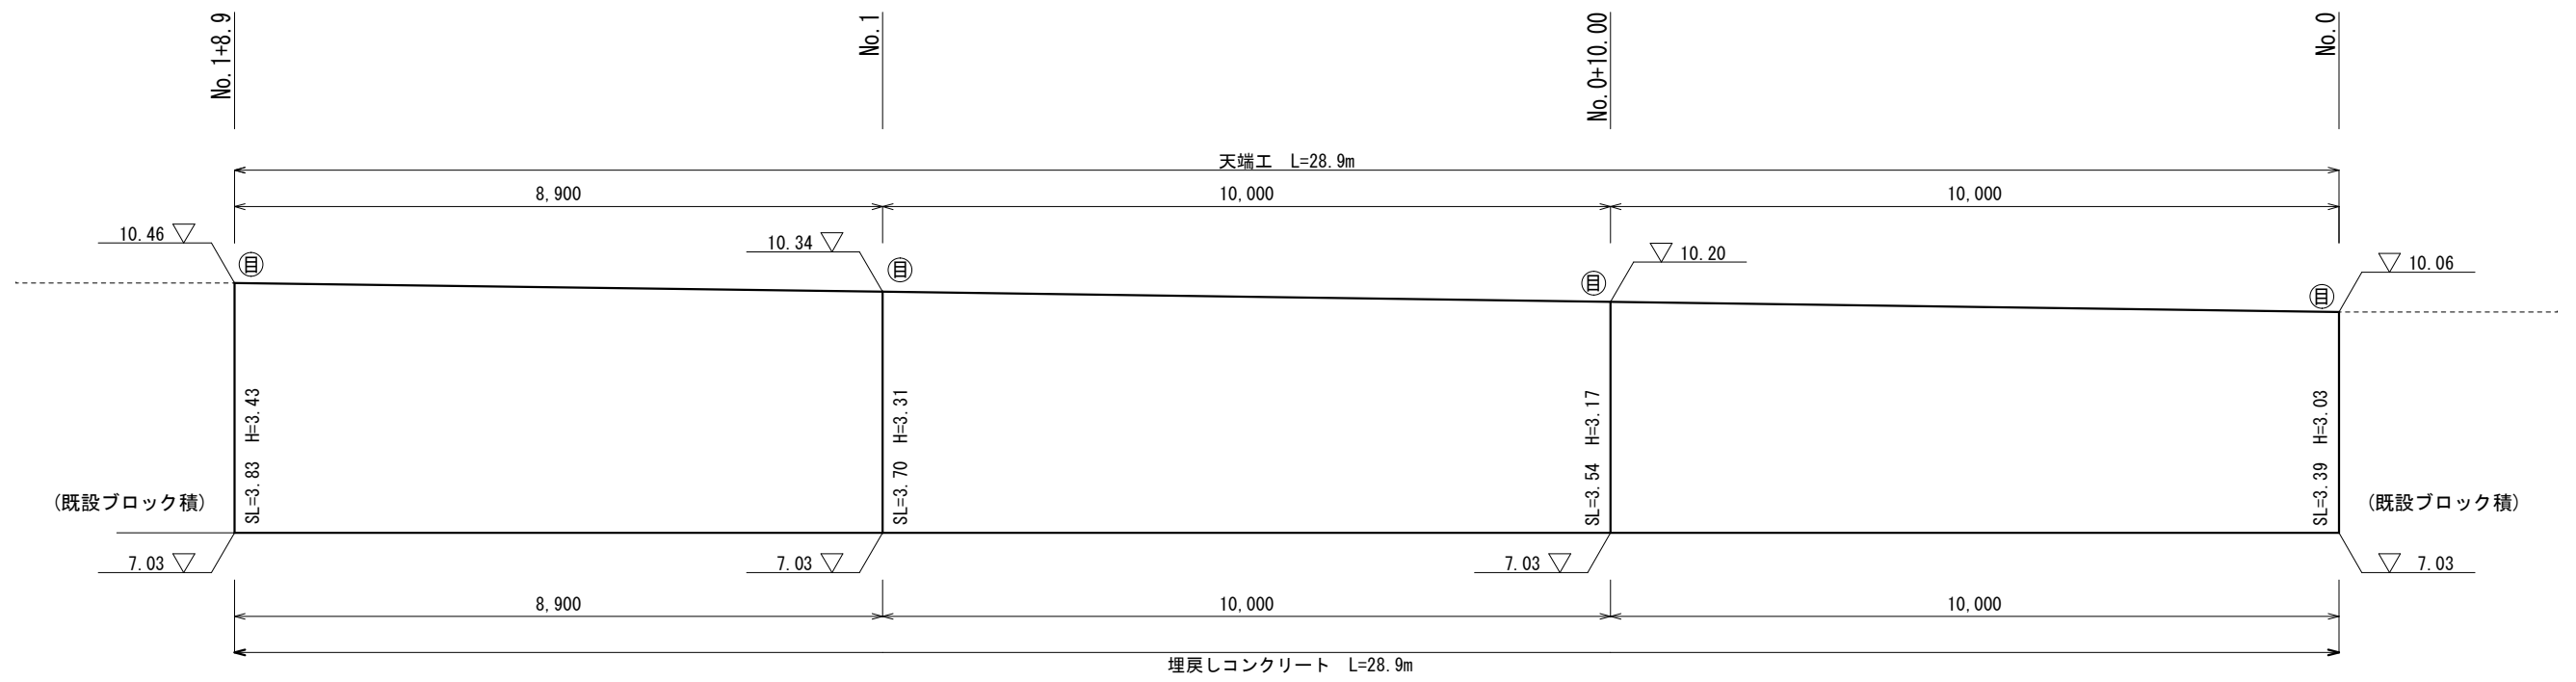 No.1+8.9
No.1
No.0+10.00
No.0
天端工　L=28.9m
8,900
10,000
10,000
10.46
10.34
10.20
10.06
目
目
目
目
SL=3.83　H=3.43
SL=3.70　H=3.31
SL=3.54　H=3.17
SL=3.39　H=3.03
(既設ブロック積)
(既設ブロック積)
7.03
7.03
7.03
7.03
8,900
10,000
10,000
埋戻しコンクリート　L=28.9m